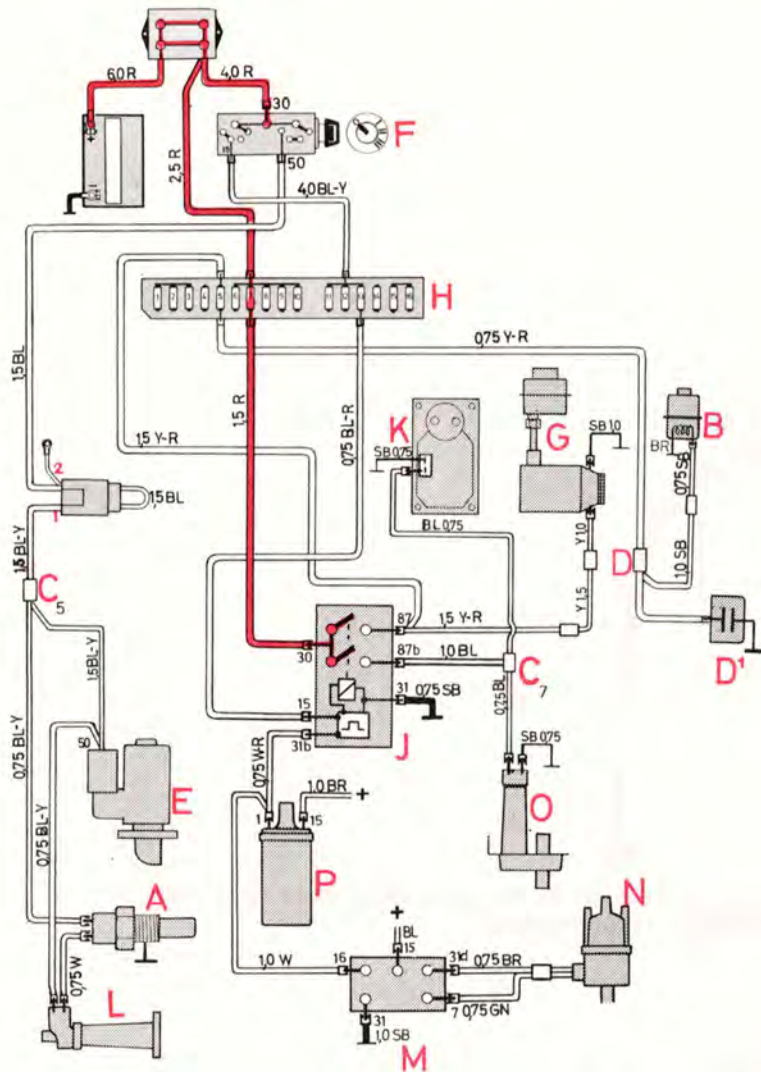 6,0 R
4,0 R
30
F
15
50
2,5 R
4,0 BL-Y
H
0,75 Y-R
1,5 BL
1,5 R
1,5 Y-R
0,75 BL-R
K
SB 0,75
G
SB 1,0
B
BR
0,75 SB
2
1,5 BL
1
BL 0,75
Y 1,0
D
1,0 SB
C
5
Y 1,5
D1
1,5 BL-Y
87
1,5 Y-R
30
87b
1,0 BL
C
7
31
0,75 SB
0,75 BL
15
31b
J
SB 0,75
50
E
0,75 BL-Y
0,75 BL-Y
0,75 W-R
1,0 BR
+
1
15
O
P
A
N
+
BL
15
0,75 W
1,0 W
16
31d
0,75 BR
L
31
1,0 SB
7
0,75 GN
M